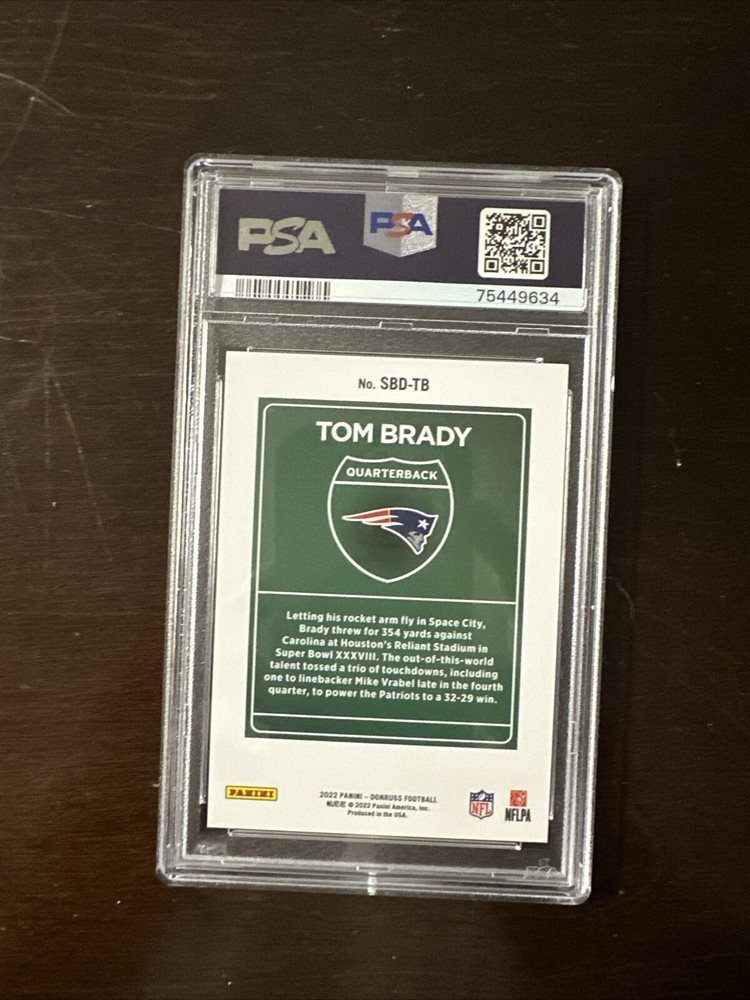 PSA PSA
75449634
No. SBD-TB
TOM BRADY
QUARTERBACK
Letting his rocket arm fly in Space City,
Brady threw for 354 yards against
Carolina at Houston's Reliant Stadium in
Super Bowl XXXVIII. The out-of-this-world
talent tossed a trio of touchdowns, including
one to linebacker Mike Vrabel late in the fourth
quarter, to power the Patriots to a 32-29 win.
PANINI
2022 PANINI – DONRUSS FOOTBALL
帕尼尼 © 2022 Panini America, Inc.
Produced in the USA.
NFL
NFLPA